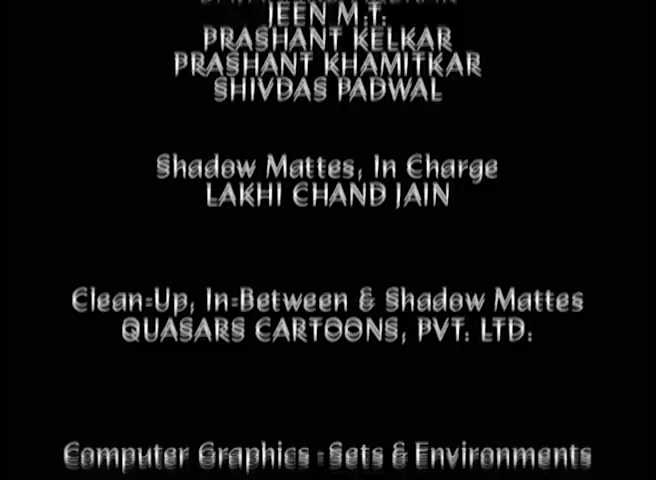 JEEN M.T.
PRASHANT KELKAR
PRASHANT KHAMITKAR
SHIVDAS PADWAL
Shadow Mattes, In Charge
LAKHI CHAND JAIN
Clean-Up, In-Between & Shadow Mattes
QUASARS CARTOONS, PVT. LTD.
Computer Graphics - Sets & Environments